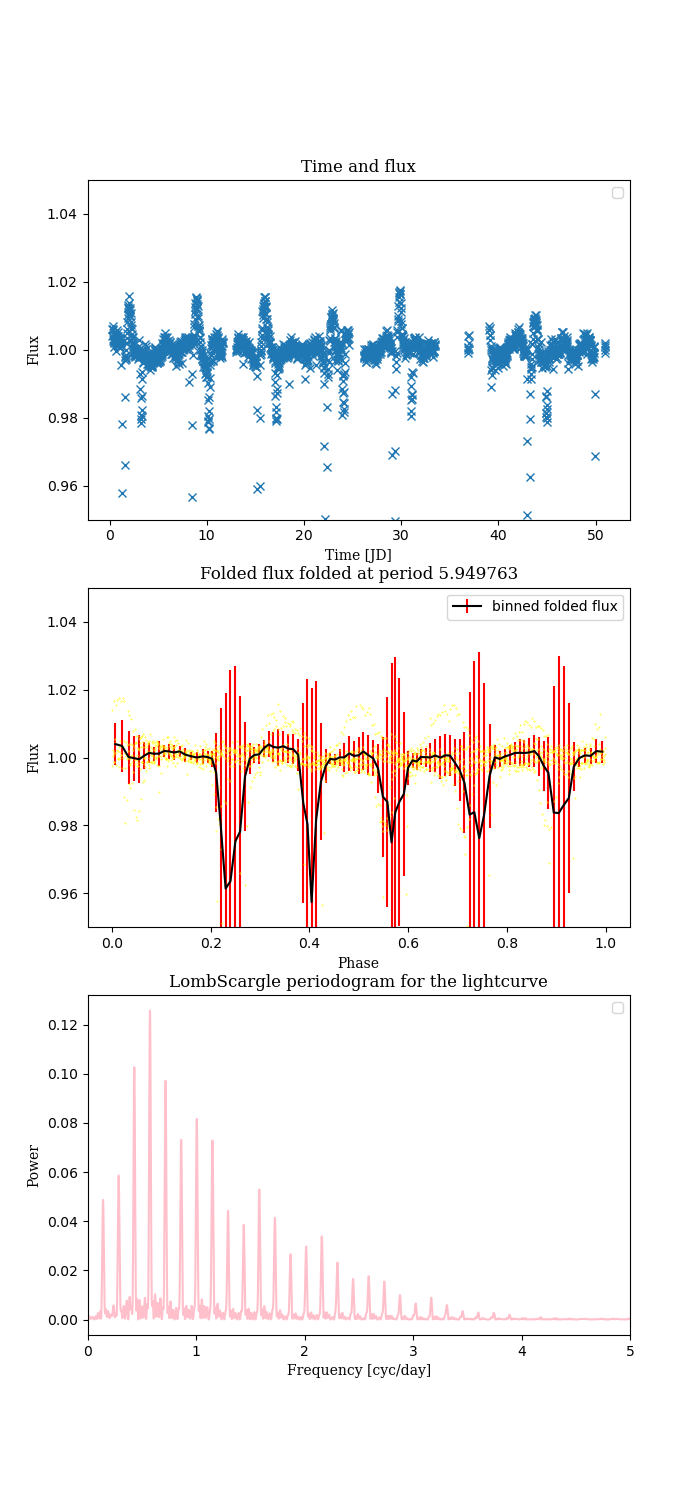 Time and flux
1.04
1.02
1.00
0.98
0.96
Flux
0 10 20 30 40 50
Time [JD]
Folded flux folded at period 5.949763
binned folded flux
1.04
1.02
1.00
0.98
0.96
Flux
0.0 0.2 0.4 0.6 0.8 1.0
Phase
LombScargle periodogram for the lightcurve
0.12
0.10
0.08
0.06
0.04
0.02
0.00
Power
0 1 2 3 4 5
Frequency [cyc/day]